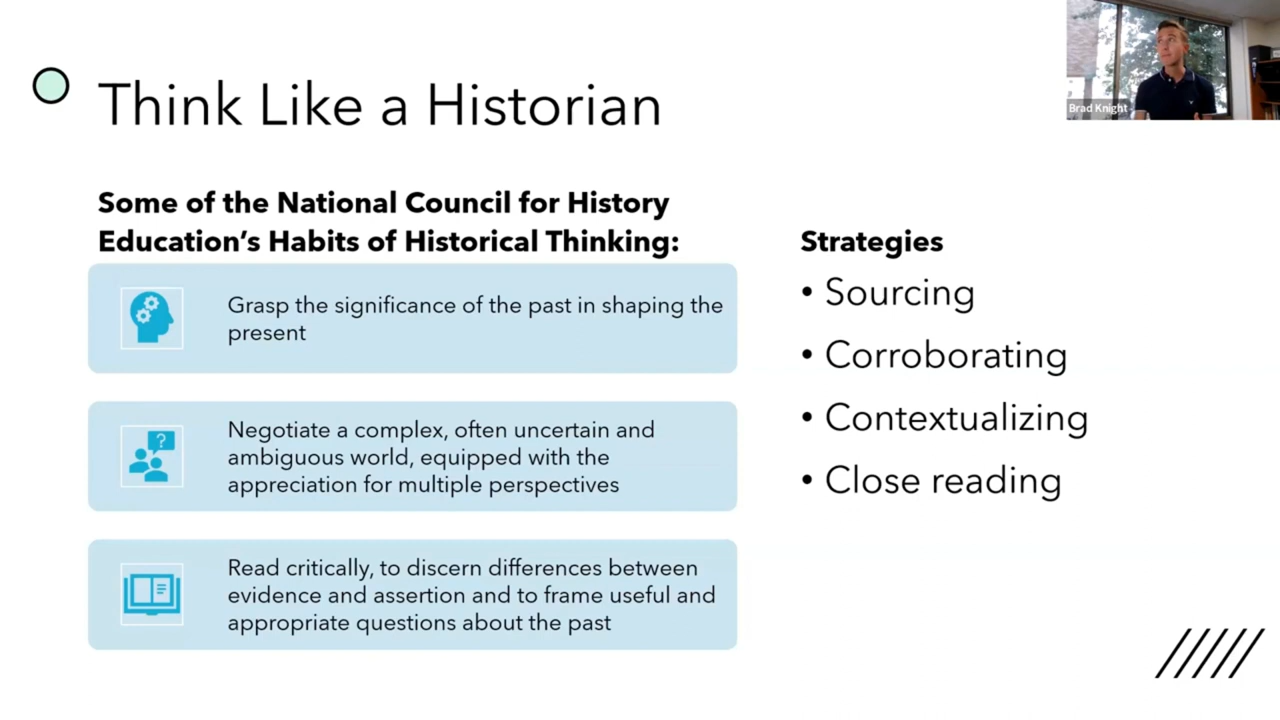 Think Like a Historian
Brad Knight
Some of the National Council for History
Education’s Habits of Historical Thinking:
Grasp the significance of the past in shaping the
present
Negotiate a complex, often uncertain and
ambiguous world, equipped with the
appreciation for multiple perspectives
Read critically, to discern differences between
evidence and assertion and to frame useful and
appropriate questions about the past
Strategies
• Sourcing
• Corroborating
• Contextualizing
• Close reading